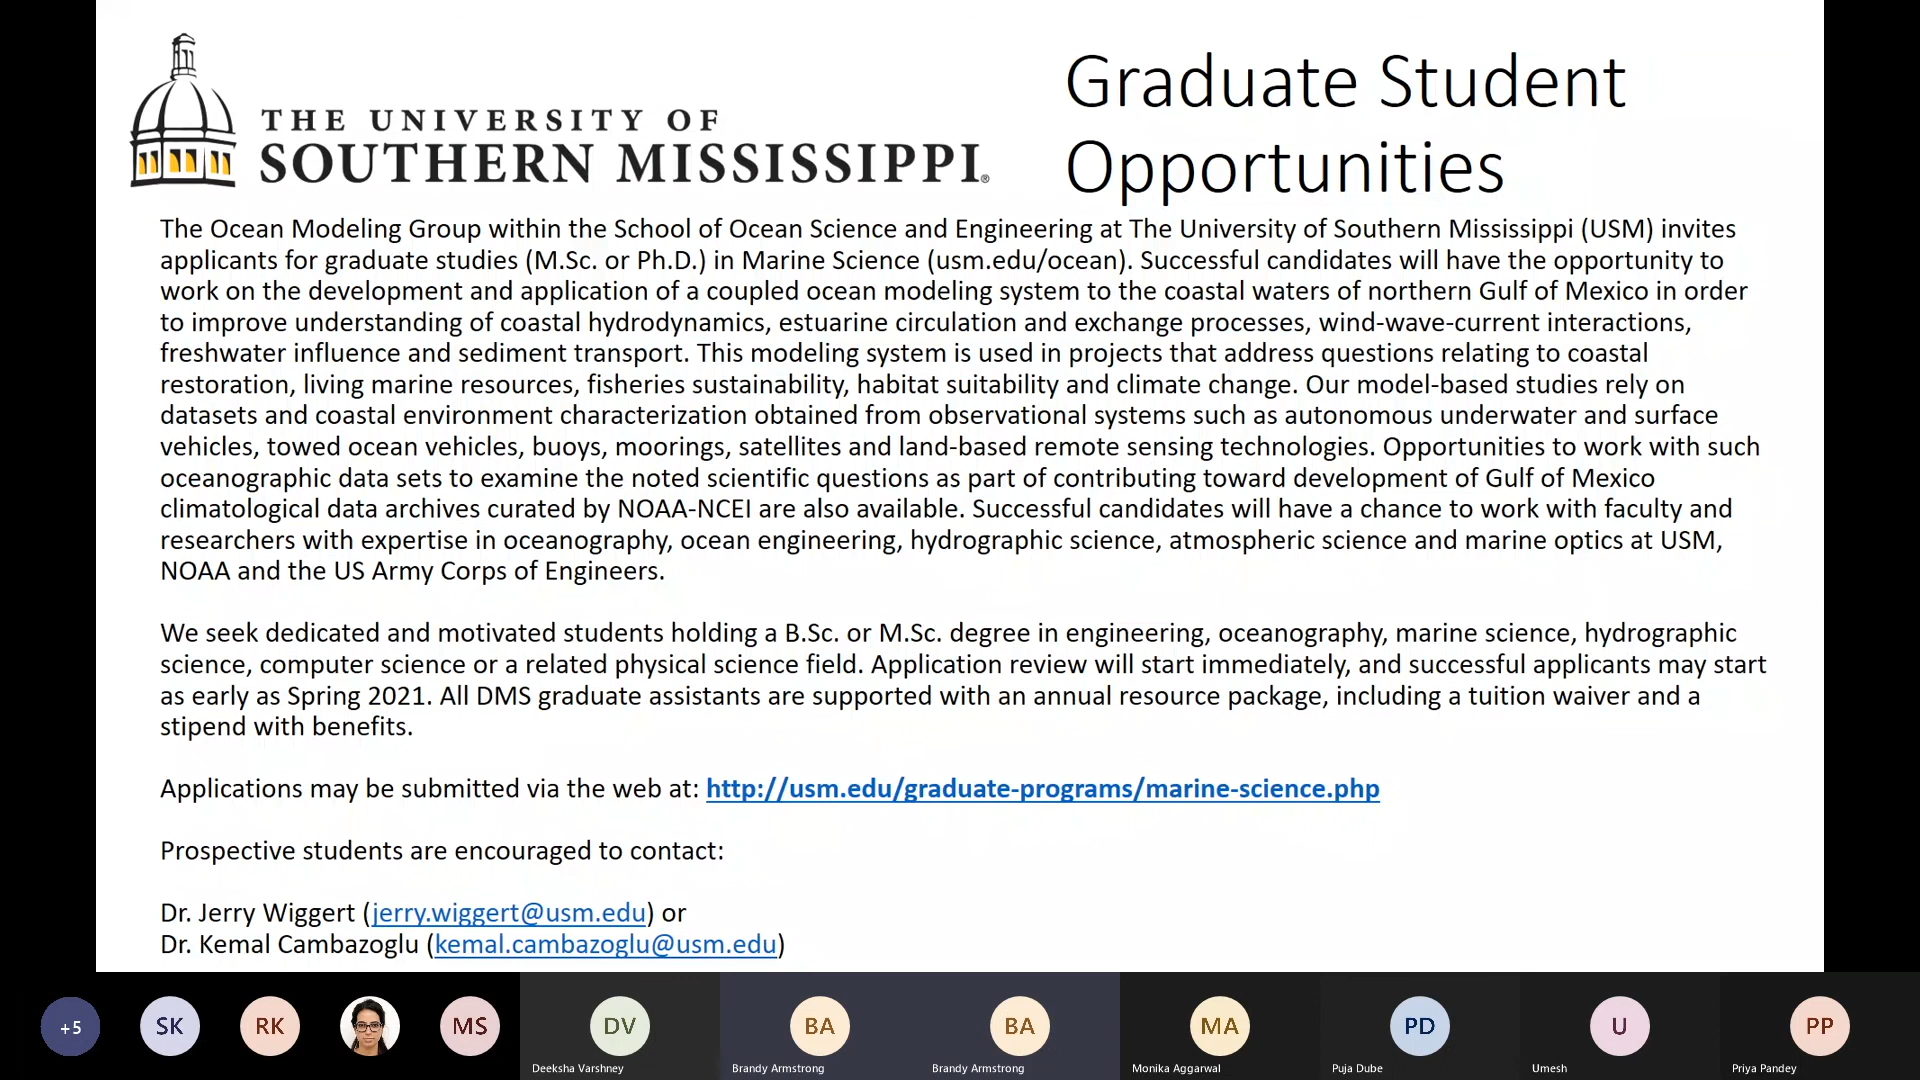 THE UNIVERSITY OF
SOUTHERN MISSISSIPPI®
Graduate Student
Opportunities
The Ocean Modeling Group within the School of Ocean Science and Engineering at The University of Southern Mississippi (USM) invites
applicants for graduate studies (M.Sc. or Ph.D.) in Marine Science (usm.edu/ocean). Successful candidates will have the opportunity to
work on the development and application of a coupled ocean modeling system to the coastal waters of northern Gulf of Mexico in order
to improve understanding of coastal hydrodynamics, estuarine circulation and exchange processes, wind-wave-current interactions,
freshwater influence and sediment transport. This modeling system is used in projects that address questions relating to coastal
restoration, living marine resources, fisheries sustainability, habitat suitability and climate change. Our model-based studies rely on
datasets and coastal environment characterization obtained from observational systems such as autonomous underwater and surface
vehicles, towed ocean vehicles, buoys, moorings, satellites and land-based remote sensing technologies. Opportunities to work with such
oceanographic data sets to examine the noted scientific questions as part of contributing toward development of Gulf of Mexico
climatological data archives curated by NOAA-NCEI are also available. Successful candidates will have a chance to work with faculty and
researchers with expertise in oceanography, ocean engineering, hydrographic science, atmospheric science and marine optics at USM,
NOAA and the US Army Corps of Engineers.
We seek dedicated and motivated students holding a B.Sc. or M.Sc. degree in engineering, oceanography, marine science, hydrographic
science, computer science or a related physical science field. Application review will start immediately, and successful applicants may start
as early as Spring 2021. All DMS graduate assistants are supported with an annual resource package, including a tuition waiver and a
stipend with benefits.
Applications may be submitted via the web at: http://usm.edu/graduate-programs/marine-science.php
Prospective students are encouraged to contact:
Dr. Jerry Wiggert (jerry.wiggert@usm.edu) or
Dr. Kemal Cambazoglu (kemal.cambazoglu@usm.edu)
+5 SK RK MS DV BA BA MA PD U PP
Deeksha Varshney Brandy Armstrong Brandy Armstrong Monika Aggarwal Puja Dube Umesh Priya Pandey